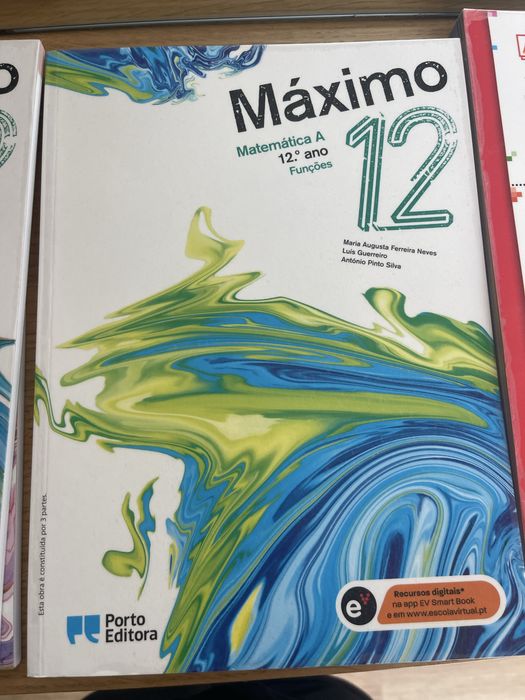 Máximo
Matemática A
12.º ano
Funções
12
Maria Augusta Ferreira Neves
Luís Guerreiro
António Pinto Silva
Esta obra é constituída por 3 partes.
Porto
Editora
e
Recursos digitais*
na app EV Smart Book
e em www.escolavirtual.pt